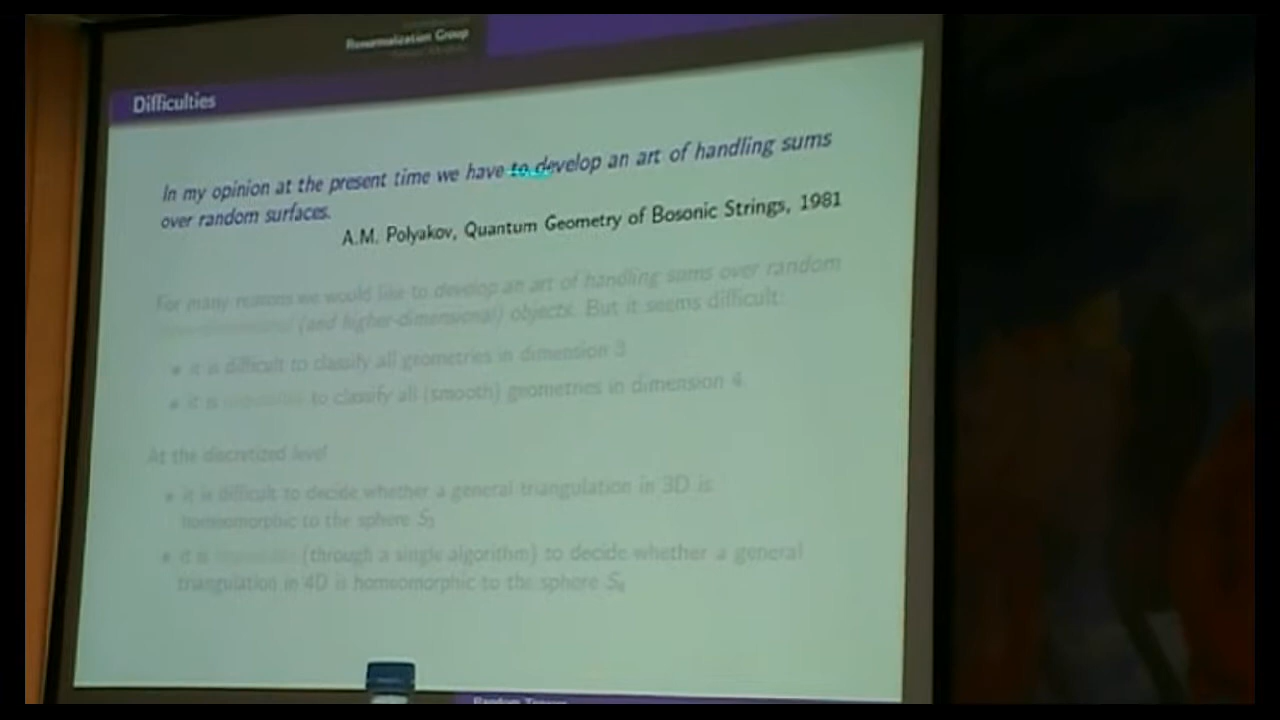 Renormalization Group
Difficulties
In my opinion at the present time we have to develop an art of handling sums
over random surfaces.
A.M. Polyakov, Quantum Geometry of Bosonic Strings, 1981
For many reasons we would like to develop an art of handling sums over random
(and higher-dimensional) objects. But it seems difficult:
• it is difficult to classify all geometries in dimension 3
• it is to classify all (smooth) geometries in dimension 4
At the discretized level
• it is difficult to decide whether a general triangulation in 3D is
homeomorphic to the sphere S3
• it is (through a single algorithm) to decide whether a general
triangulation in 4D is homeomorphic to the sphere S4